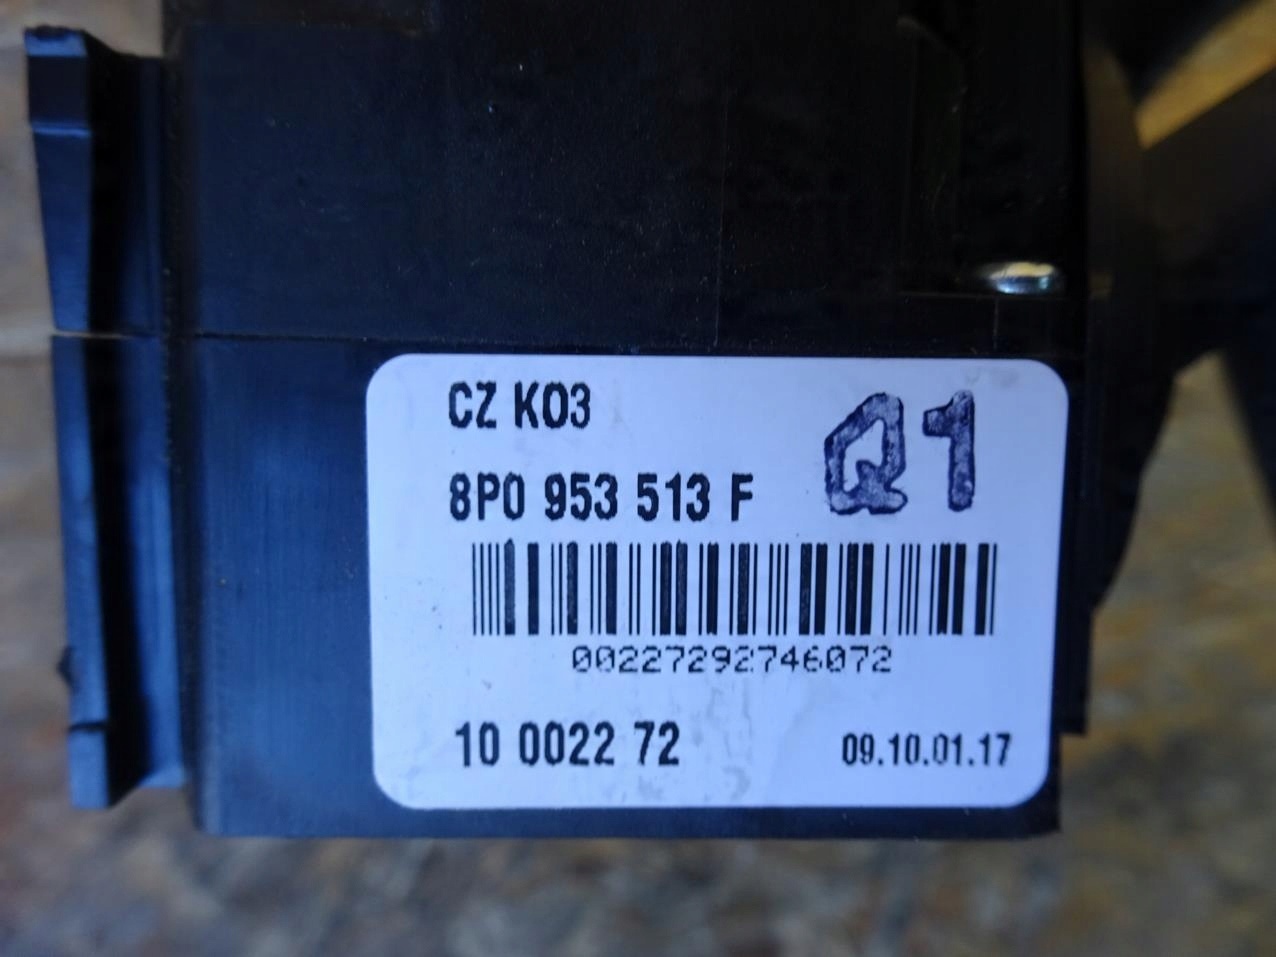 CZ K03
Q1
8P0 953 513 F
00227292746072
10 0022 72
09.10.01.17